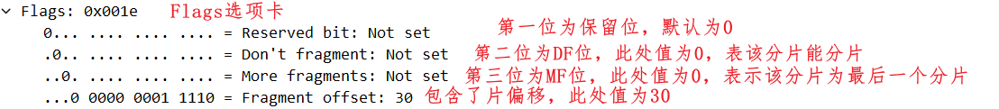 Flags: 0x001e Flags选项卡
0... .... .... .... = Reserved bit: Not set 第一位为保留位，默认为0
.0.. .... .... .... = Don't fragment: Not set 第二位为DF位，此处值为0，表该分片能分片
..0. .... .... .... = More fragments: Not set 第三位为MF位，此处值为0，表示该分片为最后一个分片
...0 0000 0001 1110 = Fragment offset: 30 包含了片偏移，此处值为30